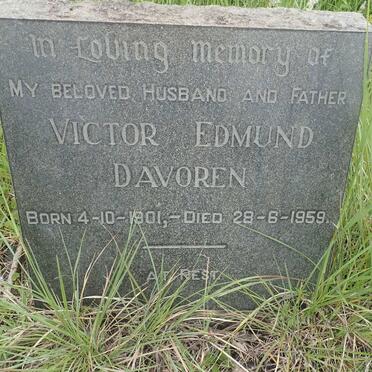 In Loving Memory of
MY BELOVED HUSBAND AND FATHER
VICTOR EDMUND
DAVOREN
BORN 4-10-1901,-DIED 28-6-1959.
AT REST.